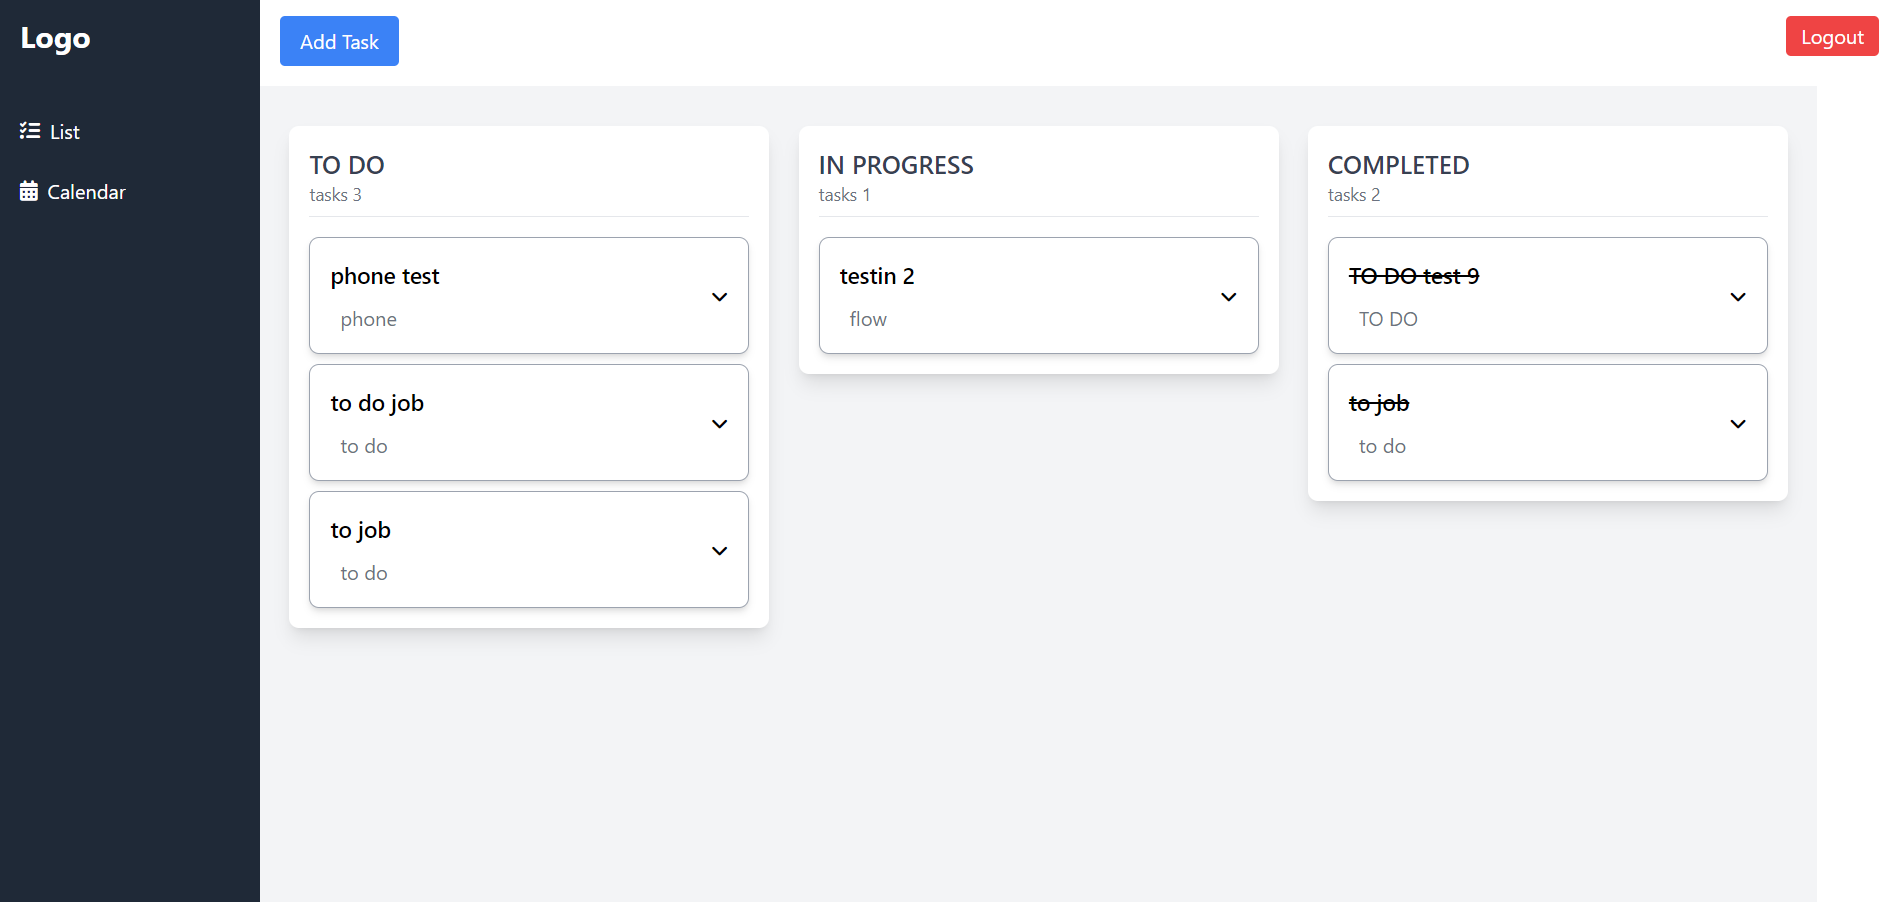 Logo
List
Calendar
Add Task
Logout
TO DO
tasks 3
phone test
phone
to do job
to do
to job
to do
IN PROGRESS
tasks 1
testin 2
flow
COMPLETED
tasks 2
TO DO test 9
TO DO
to job
to do